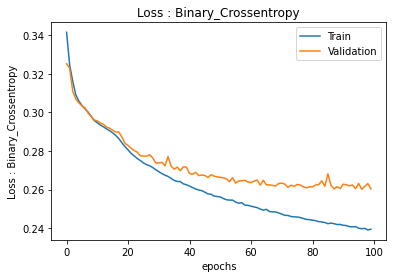 Loss : Binary_Crossentropy
Train
Validation
Loss : Binary_Crossentropy
0.34
0.32
0.30
0.28
0.26
0.24
0 20 40 60 80 100
epochs